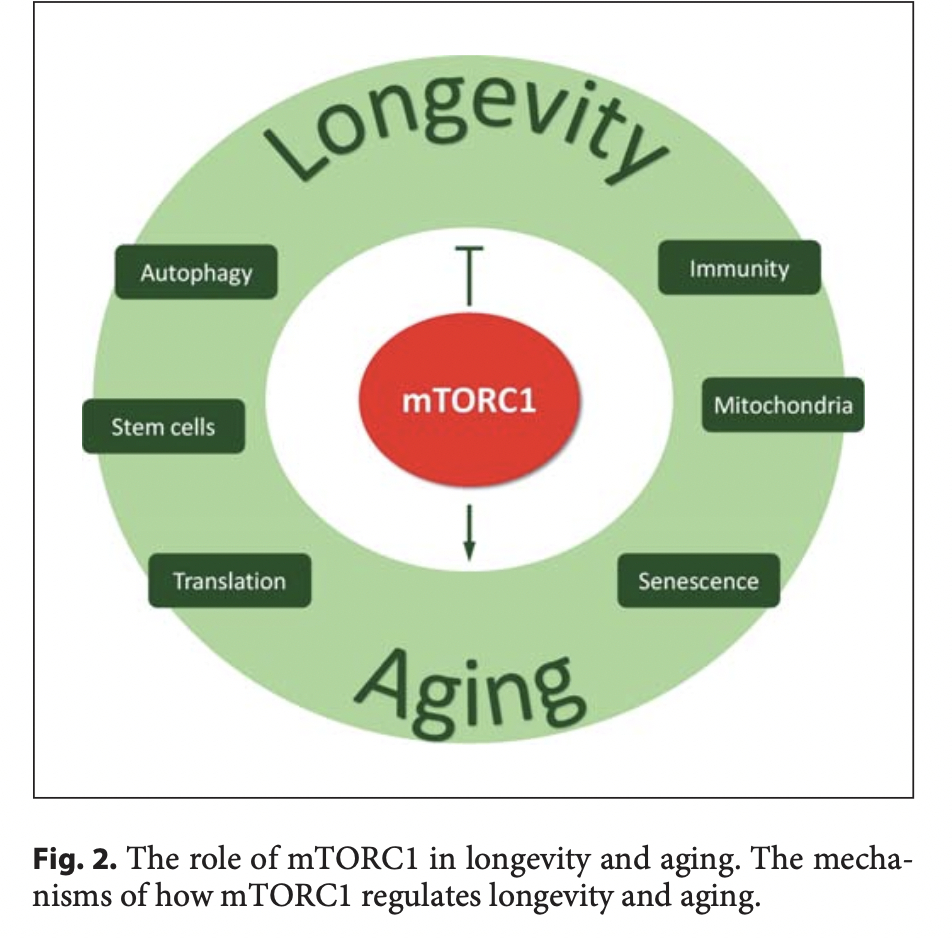 Longevity
Autophagy
Immunity
mTORC1
Mitochondria
Stem cells
Translation
Senescence
Aging
Fig. 2. The role of mTORC1 in longevity and aging. The mecha-
nisms of how mTORC1 regulates longevity and aging.